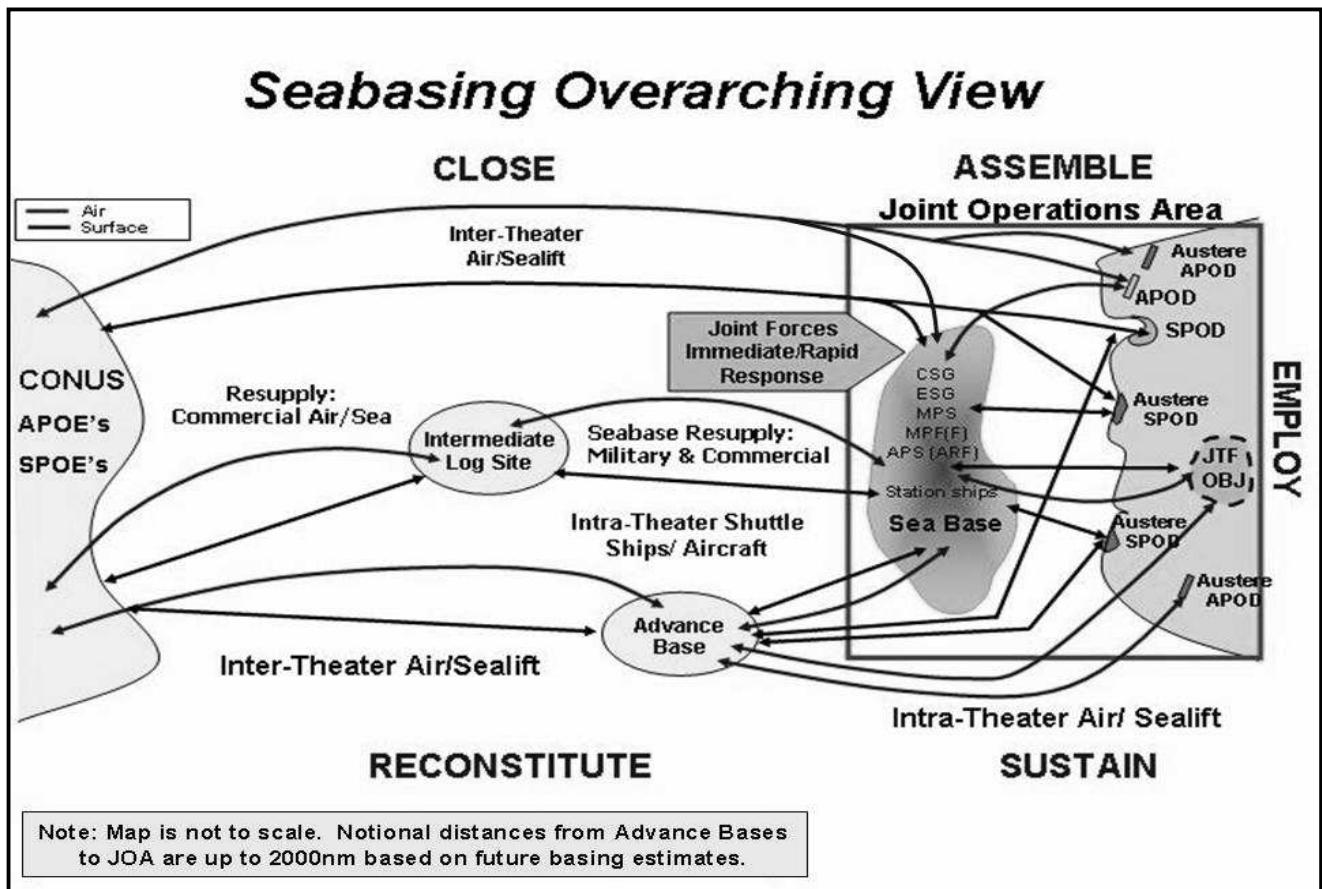 Seabasing Overarching View
CLOSE
ASSEMBLE
Joint Operations Area
Air
Surface
Inter-Theater
Air/Sealift
Austere
APOD
APOD
SPOD
Joint Forces
Immediate/Rapid
Response
CSG
ESG
MPS
MPF(F)
APS (ARF)
Station ships
Sea Base
CONUS
APOE's
SPOE's
Resupply:
Commercial Air/Sea
Intermediate
Log Site
Seabase Resupply:
Military & Commercial
Austere
SPOD
JTF
OBJ
EMPLOY
Intra-Theater Shuttle
Ships/ Aircraft
Austere
SPOD
Austere
APOD
Advance
Base
Inter-Theater Air/Sealift
Intra-Theater Air/ Sealift
RECONSTITUTE
SUSTAIN
Note: Map is not to scale. Notional distances from Advance Bases
to JOA are up to 2000nm based on future basing estimates.